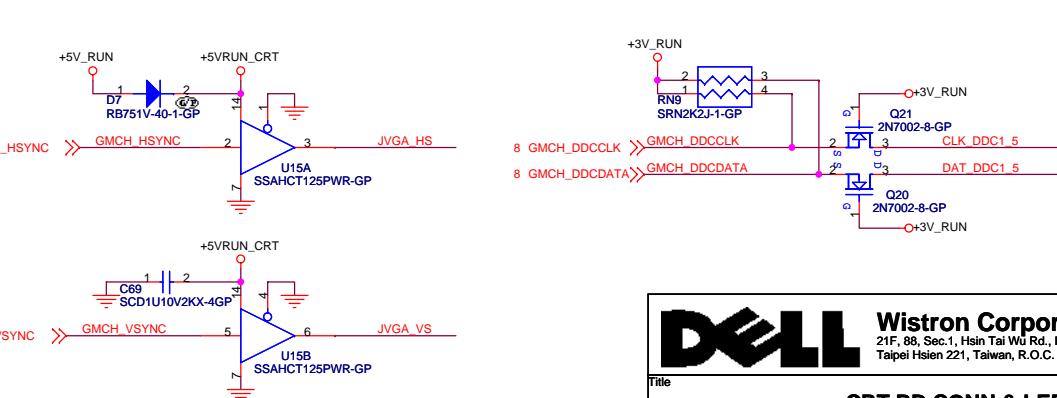 +5V_RUN
+5VRUN_CRT
1
2
D7
RB751V-40-1-GP
14
1
_HSYNC
GMCH_HSYNC
2
3
JVGA_HS
U15A
SSAHCT125PWR-GP
7
+5VRUN_CRT
1
2
C69
SCD1U10V2KX-4GP
14
4
VSYNC
GMCH_VSYNC
5
6
JVGA_VS
U15B
SSAHCT125PWR-GP
7
+3V_RUN
2
3
1
4
RN9
SRN2K2J-1-GP
+3V_RUN
1
G
Q21
2N7002-8-GP
8 GMCH_DDCCLK
GMCH_DDCCLK
2
3
CLK_DDC1_5
S
D
8 GMCH_DDCDATA
GMCH_DDCDATA
S
D
2
3
DAT_DDC1_5
Q20
2N7002-8-GP
G
1
+3V_RUN
DELL
Wistron Corpor
21F, 88, Sec.1, Hsin Tai Wu Rd.,
Taipei Hsien 221, Taiwan, R.O.C.
Title